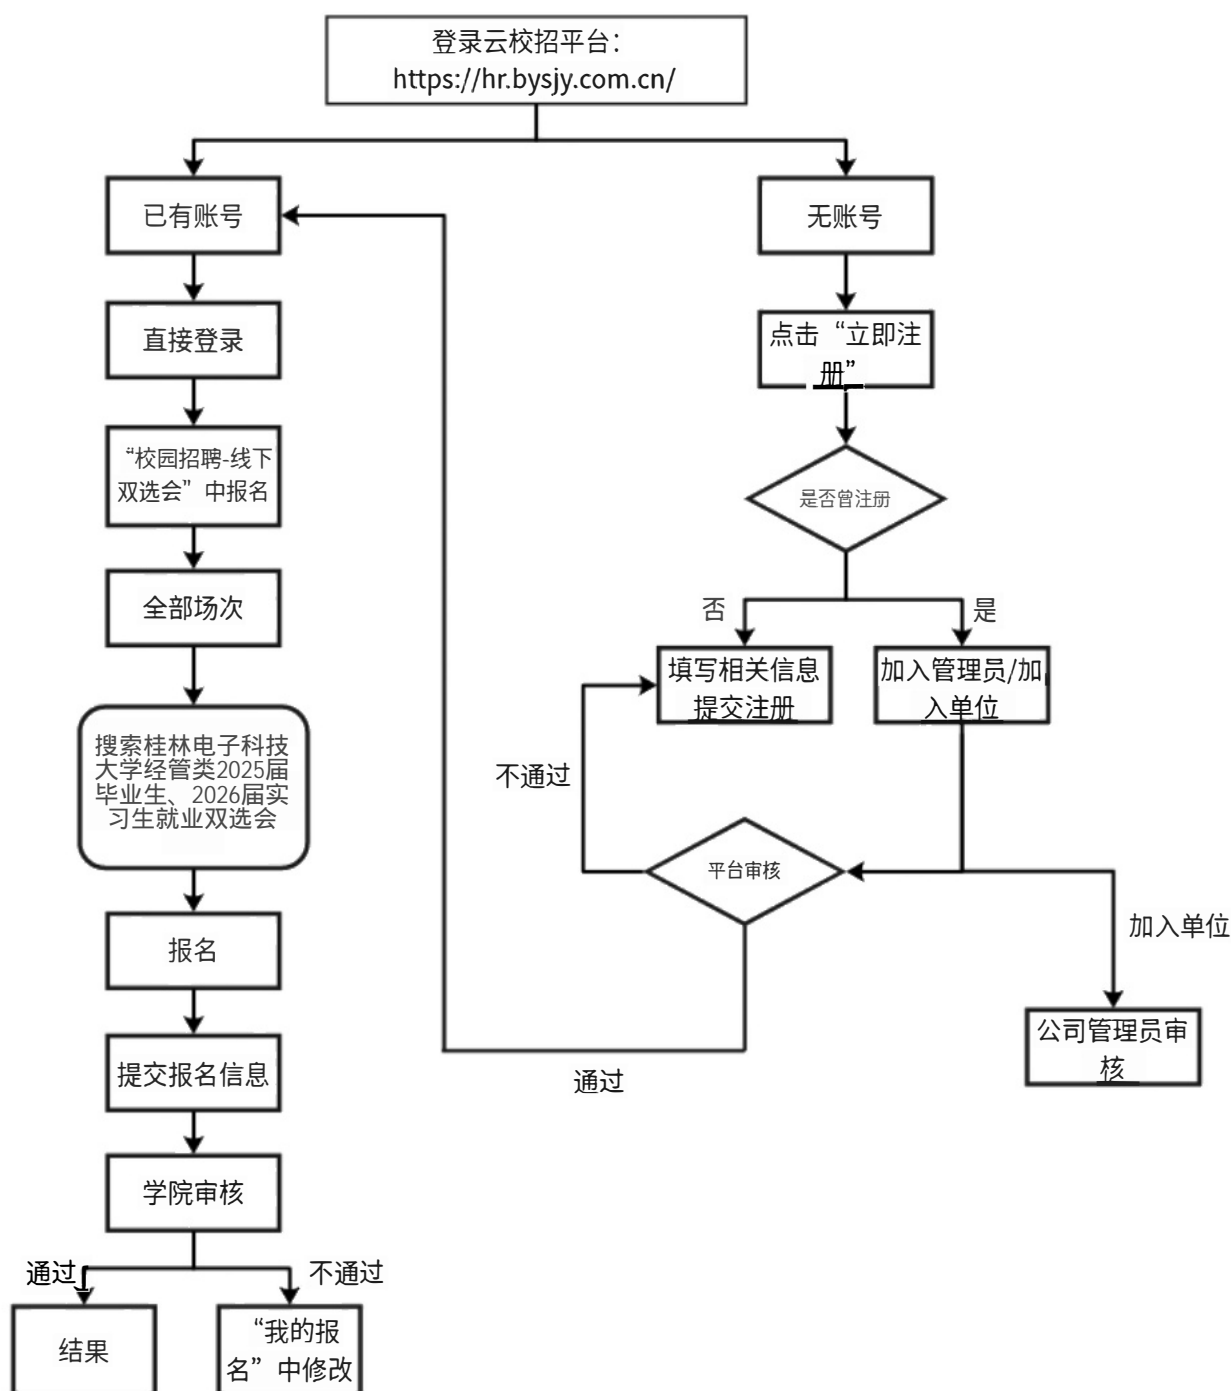 登录云校招平台：
https://hr.bysjy.com.cn/
已有账号
无账号
直接登录
点击“立即注
册”
“校园招聘-线下
双选会”中报名
是否曾注册
全部场次
否
是
填写相关信息
提交注册
加入管理员/加
入单位
搜索桂林电子科技
大学经管类2025届
毕业生、2026届实
习生就业双选会
不通过
平台审核
报名
加入单位
公司管理员审
核
提交报名信息
通过
学院审核
通过
不通过
结果
“我的报
名”中修改